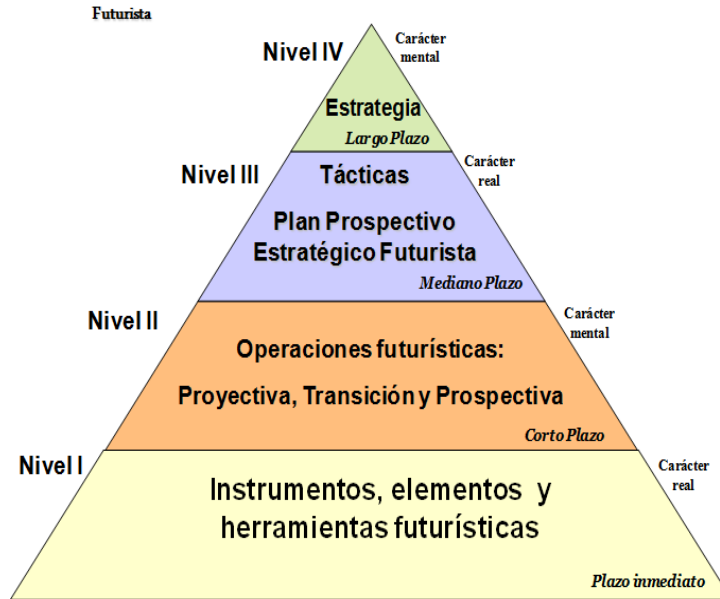 Futurista
Nivel IV
Carácter
mental
Estrategia
Largo Plazo
Nivel III
Carácter
real
Tácticas
Plan Prospectivo
Estratégico Futurista
Mediano Plazo
Nivel II
Carácter
mental
Operaciones futurísticas:
Proyectiva, Transición y Prospectiva
Corto Plazo
Nivel I
Carácter
real
Instrumentos, elementos y
herramientas futurísticas
Plazo inmediato